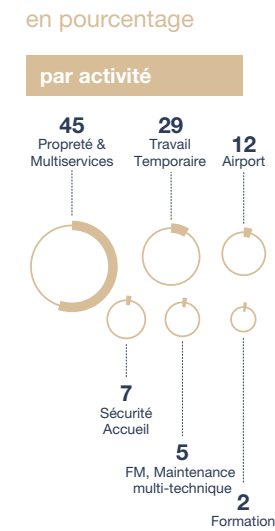 en pourcentage
par activité
45
Propreté &
Multiservices
29
Travail
Temporaire
12
Airport
7
Sécurité
Accueil
5
FM, Maintenance
multi-technique
2
Formation